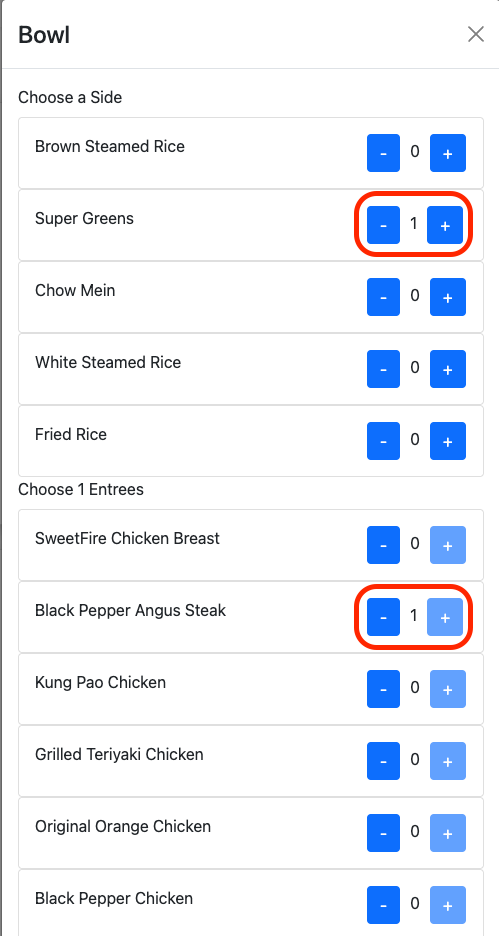 Bowl
Choose a Side
Brown Steamed Rice - 0 +
Super Greens - 1 +
Chow Mein - 0 +
White Steamed Rice - 0 +
Fried Rice - 0 +
Choose 1 Entrees
SweetFire Chicken Breast - 0 +
Black Pepper Angus Steak - 1 +
Kung Pao Chicken - 0 +
Grilled Teriyaki Chicken - 0 +
Original Orange Chicken - 0 +
Black Pepper Chicken - 0 +